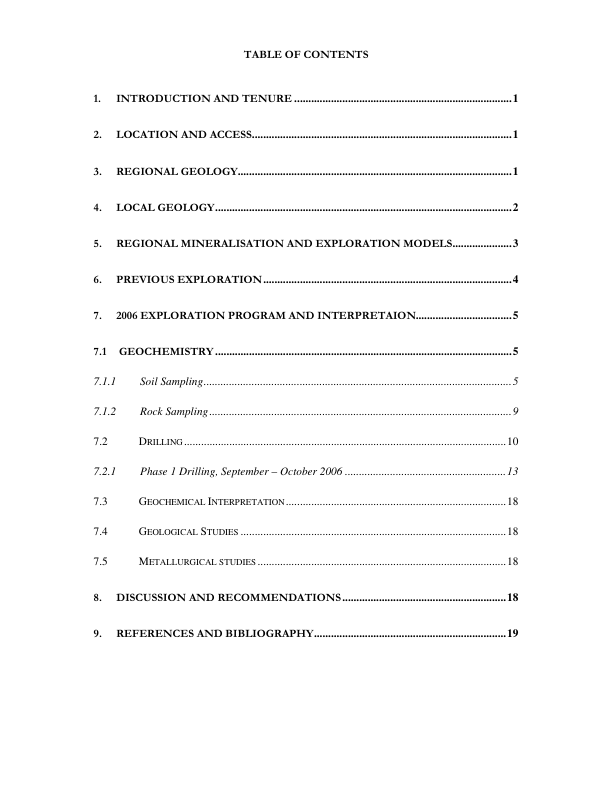 TABLE OF CONTENTS
1. INTRODUCTION AND TENURE ........................................................................... 1
2. LOCATION AND ACCESS......................................................................................... 1
3. REGIONAL GEOLOGY.............................................................................................. 1
4. LOCAL GEOLOGY...................................................................................................... 2
5. REGIONAL MINERALISATION AND EXPLORATION MODELS..................... 3
6. PREVIOUS EXPLORATION ...................................................................................... 4
7. 2006 EXPLORATION PROGRAM AND INTERPRETAION.................................. 5
7.1 GEOCHEMISTRY ...................................................................................................... 5
7.1.1 Soil Sampling......................................................................................................... 5
7.1.2 Rock Sampling ...................................................................................................... 9
7.2 DRILLING ............................................................................................................. 10
7.2.1 Phase 1 Drilling, September – October 2006 ...................................................... 13
7.3 GEOCHEMICAL INTERPRETATION ......................................................................... 18
7.4 GEOLOGICAL STUDIES ......................................................................................... 18
7.5 METALLURGICAL STUDIES ................................................................................... 18
8. DISCUSSION AND RECOMMENDATIONS ......................................................... 18
9. REFERENCES AND BIBLIOGRAPHY................................................................... 19